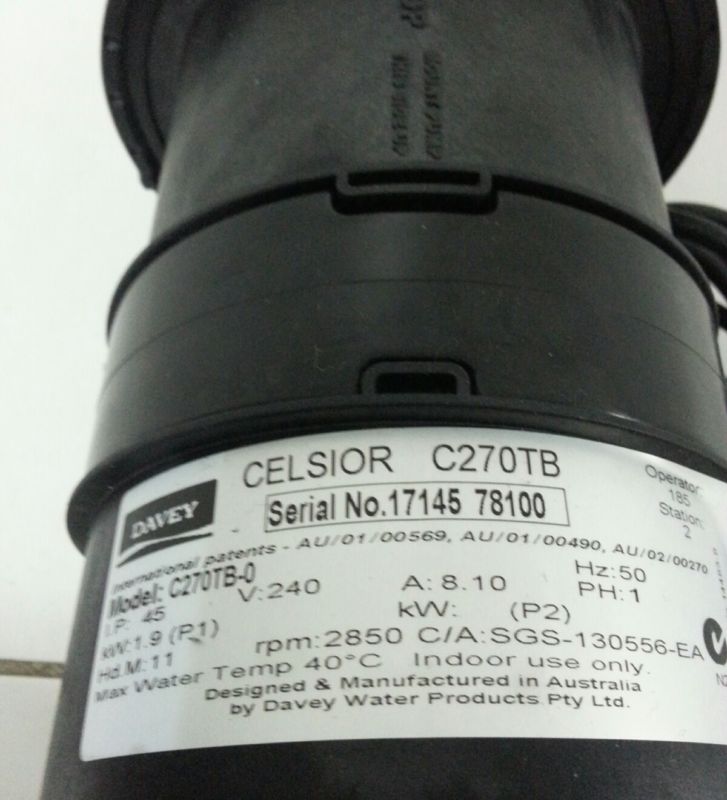 CELSIOR C270TB
DAVEY
Serial No.17145 78100
Operator
185
Station:
2
International patents - AU/01/00569, AU/01/00490, AU/02/00270
Model: C270TB-0
V:240 A: 8.10 Hz:50
IP: 45 kW: (P2) PH:1
kW:1.9 (P1) rpm:2850 C/A:SGS-130556-EA
Hd.M:11
Max Water Temp 40°C Indoor use only.
Designed & Manufactured in Australia
by Davey Water Products Pty Ltd.